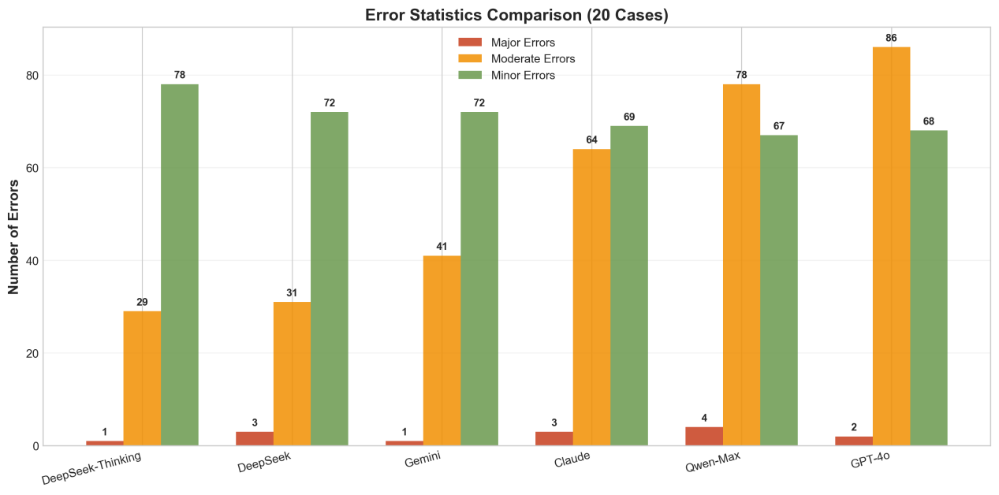 Error Statistics Comparison (20 Cases)
Major Errors
Moderate Errors
Minor Errors
Number of Errors
80
60
40
20
0
1
29
78
3
31
72
1
41
72
3
64
69
4
78
67
2
86
68
DeepSeek-Thinking
DeepSeek
Gemini
Claude
Qwen-Max
GPT-4o